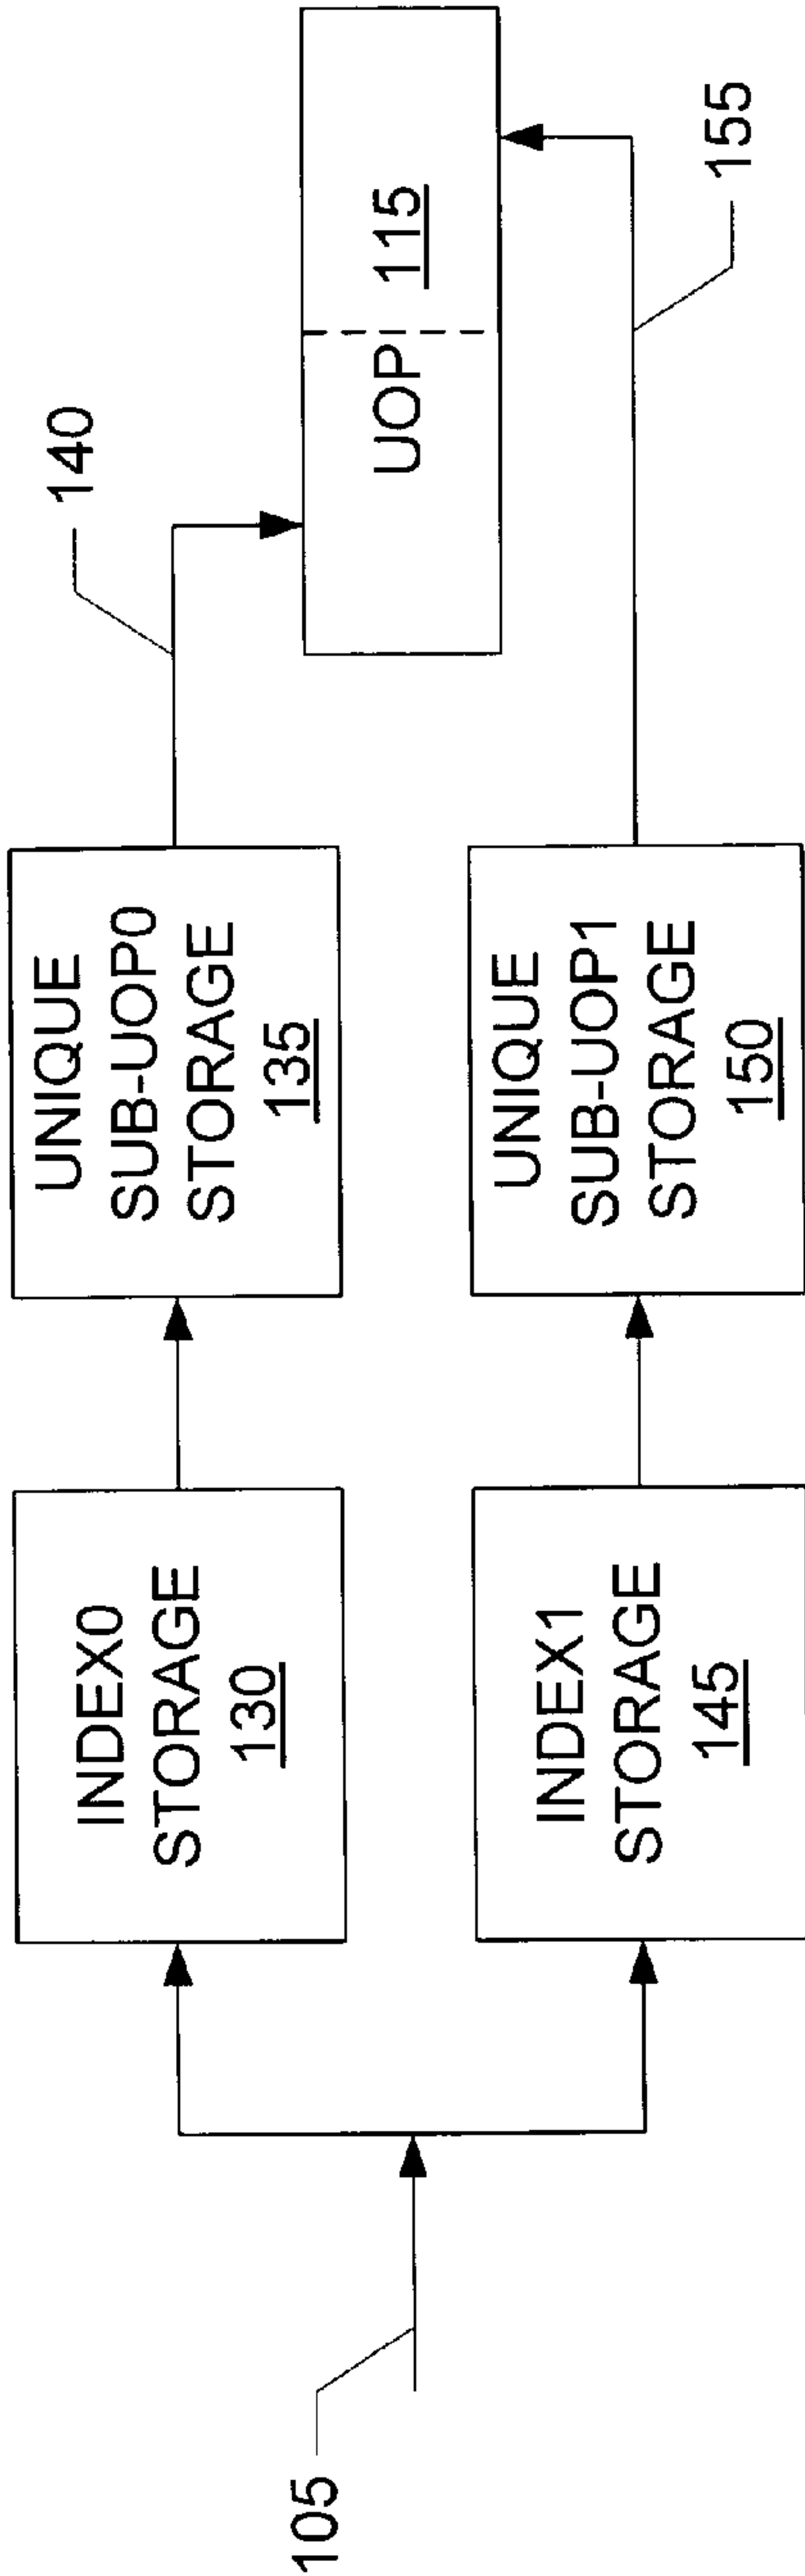 105
INDEX0
STORAGE
130
UNIQUE
SUB-UOP0
STORAGE
135
140
UOP 115
INDEX1
STORAGE
145
UNIQUE
SUB-UOP1
STORAGE
150
155